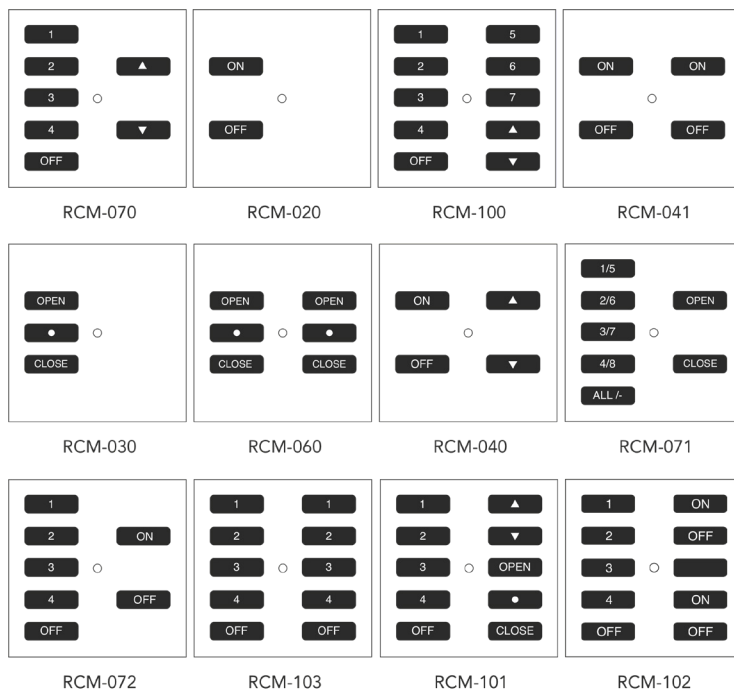 1
2 ▲
3
4 ▼
OFF
RCM-070
ON
OFF
RCM-020
1 5
2 6
3 7
4 ▲
OFF ▼
RCM-100
ON ON
OFF OFF
RCM-041
OPEN
●
CLOSE
RCM-030
OPEN OPEN
● ●
CLOSE CLOSE
RCM-060
ON ▲
OFF ▼
RCM-040
1/5
2/6 OPEN
3/7
4/8 CLOSE
ALL /-
RCM-071
1
2 ON
3
4 OFF
OFF
RCM-072
1 1
2 2
3 3
4 4
OFF OFF
RCM-103
1 ▲
2 ▼
3 OPEN
4 ●
OFF CLOSE
RCM-101
1 ON
2 OFF
3
4 ON
OFF OFF
RCM-102